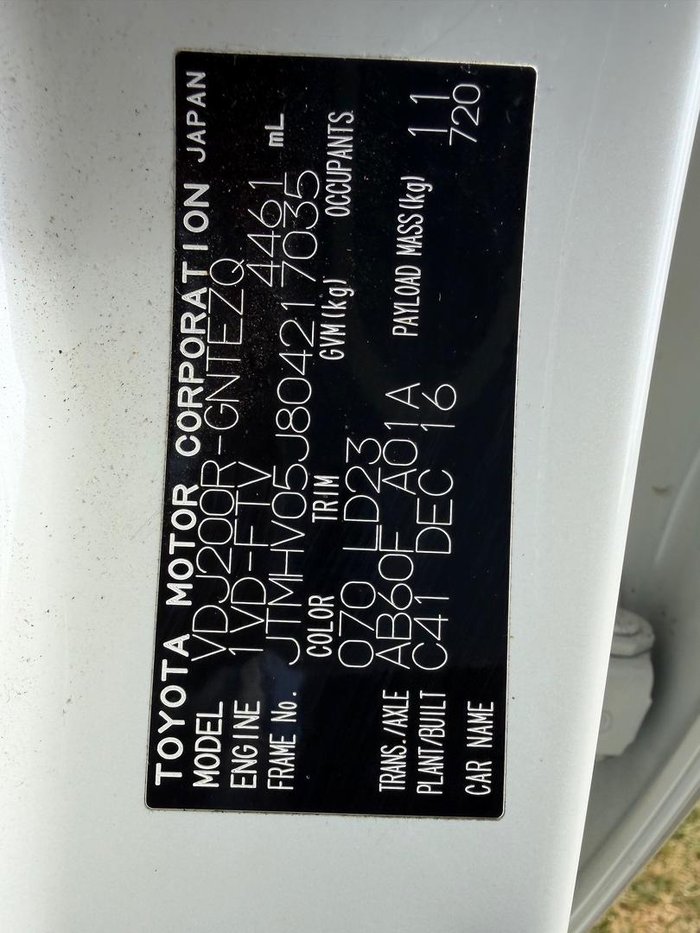 TOYOTA MOTOR CORPORATION JAPAN
MODEL VDJ200R-GNTEZQ
ENGINE 1VD-FTV 4461 mL
FRAME No. JTMHV05J804217035
COLOR TRIM GVM(kg) OCCUPANTS
070 LD23
TRANS./AXLE AB60F A01A PAYLOAD MASS(kg) 11
PLANT/BUILT C41 DEC 16 720
CAR NAME